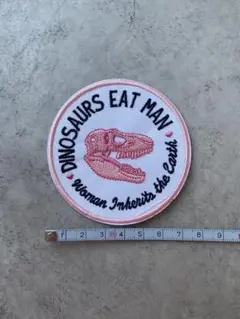 DINOSAURS EAT MAN
Woman Inherits the Earth
1 2 3 4 5 6 7 8 9